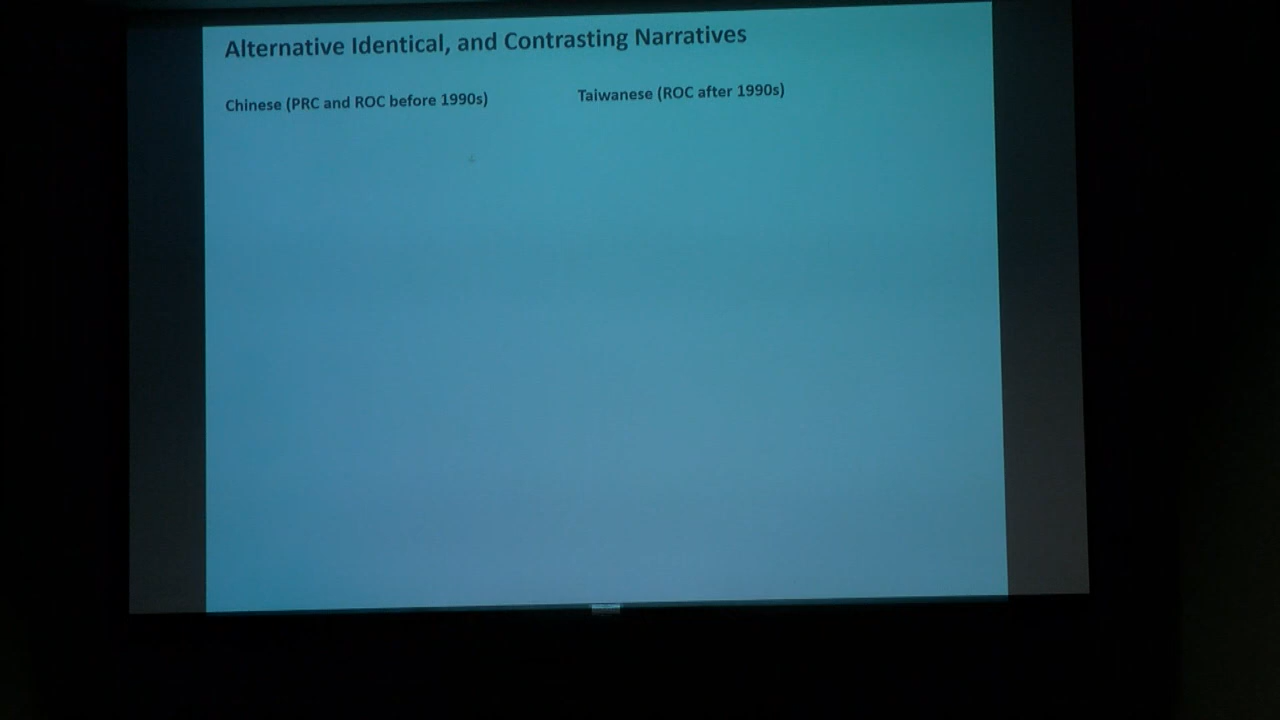 Alternative Identical, and Contrasting Narratives
Chinese (PRC and ROC before 1990s)
Taiwanese (ROC after 1990s)